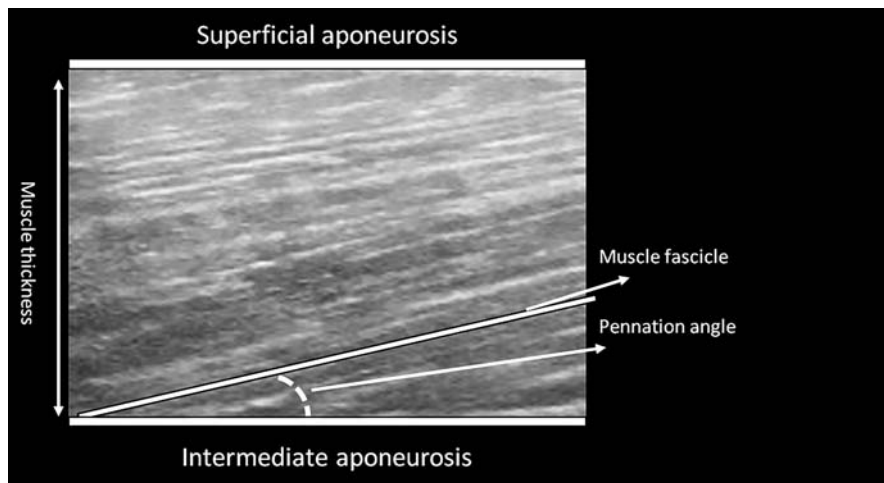 Superficial aponeurosis
Muscle thickness
Muscle fascicle
Pennation angle
Intermediate aponeurosis